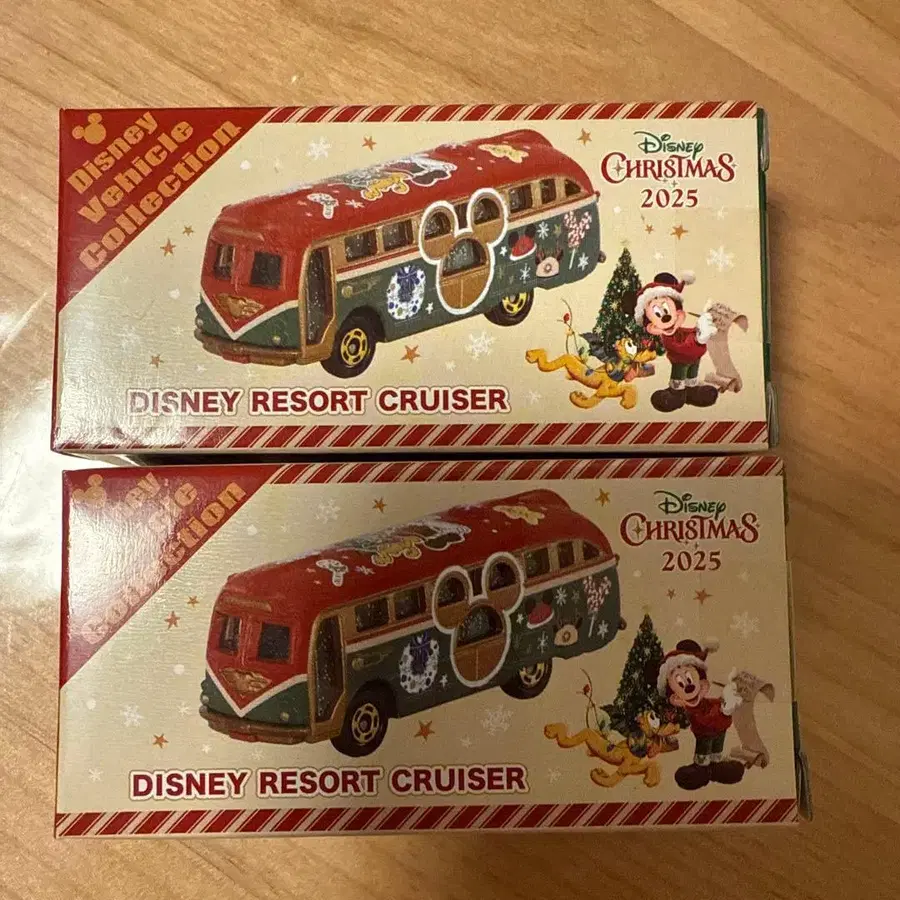 Disney
Vehicle
Collection
Disney
CHRISTMAS
2025
DISNEY RESORT CRUISER
Collection
Disney
CHRISTMAS
2025
DISNEY RESORT CRUISER